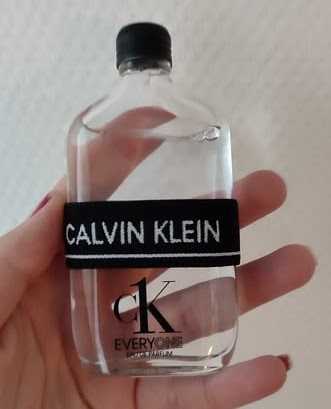 CALVIN KLEIN
cK
EVERYONE
EAU DE PARFUM